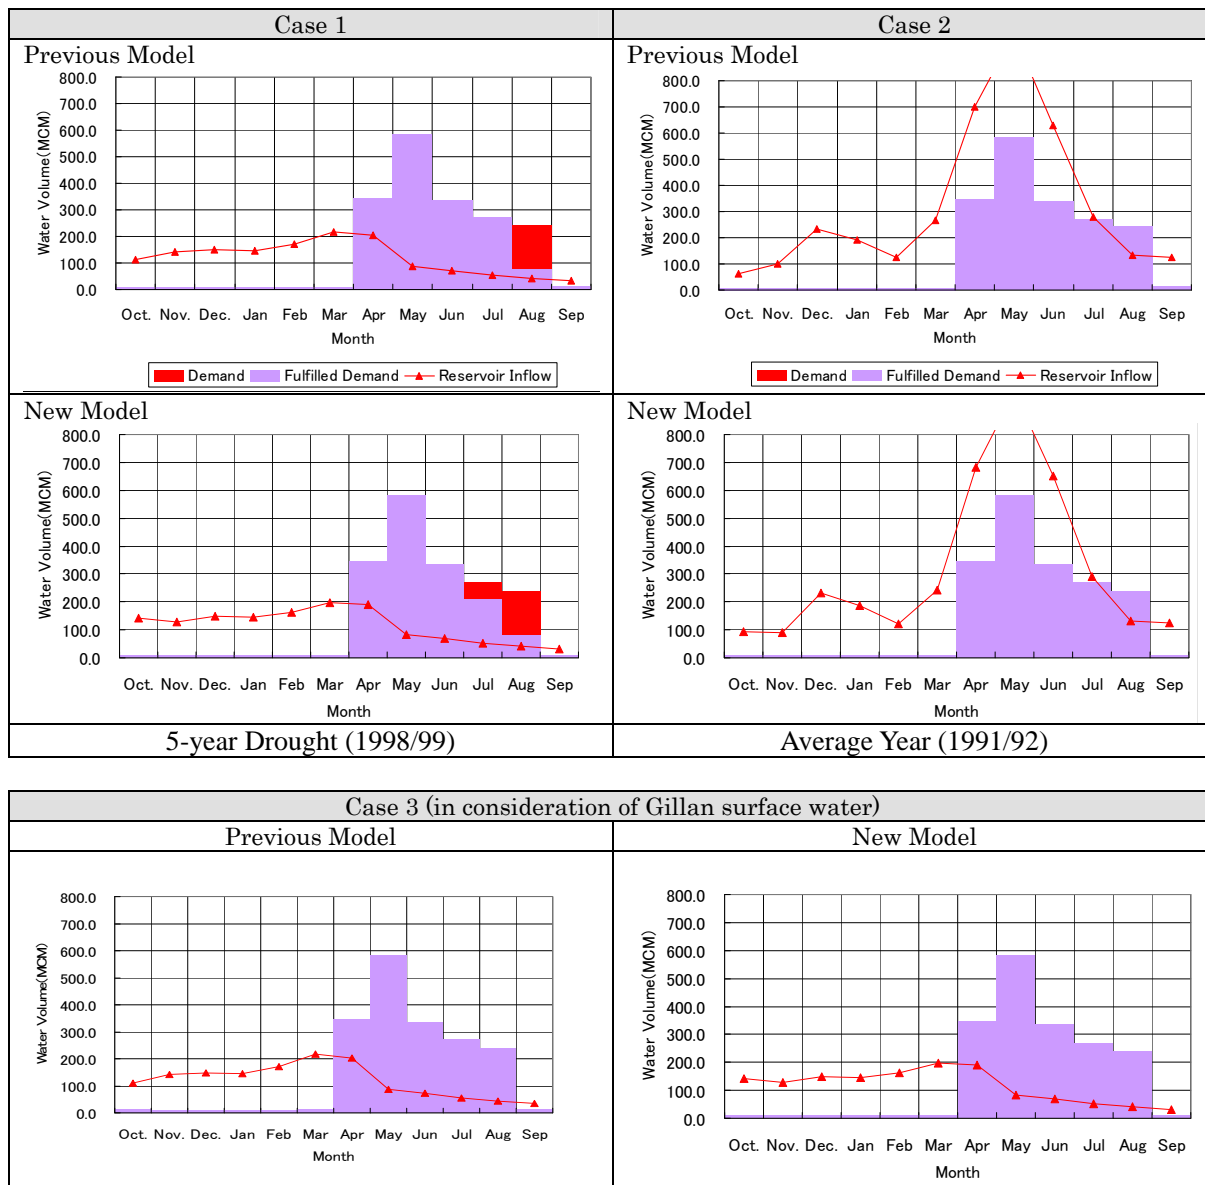 Case 1
Case 2
Previous Model
800.0
700.0
600.0
500.0
400.0
300.0
200.0
100.0
0.0
Water Volume(MCM)
Oct. Nov. Dec. Jan Feb Mar Apr May Jun Jul Aug Sep
Month
Demand Fulfilled Demand Reservoir Inflow
Previous Model
800.0
700.0
600.0
500.0
400.0
300.0
200.0
100.0
0.0
Water Volume(MCM)
Oct. Nov. Dec. Jan Feb Mar Apr May Jun Jul Aug Sep
Month
Demand Fulfilled Demand Reservoir Inflow
New Model
800.0
700.0
600.0
500.0
400.0
300.0
200.0
100.0
0.0
Water Volume(MCM)
Oct. Nov. Dec. Jan Feb Mar Apr May Jun Jul Aug Sep
Month
New Model
800.0
700.0
600.0
500.0
400.0
300.0
200.0
100.0
0.0
Water Volume(MCM)
Oct. Nov. Dec. Jan Feb Mar Apr May Jun Jul Aug Sep
Month
5-year Drought (1998/99)
Average Year (1991/92)
Case 3 (in consideration of Gillan surface water)
Previous Model
New Model
800.0
700.0
600.0
500.0
400.0
300.0
200.0
100.0
0.0
Water Volume(MCM)
Oct. Nov. Dec. Jan Feb Mar Apr May Jun Jul Aug Sep
Month
800.0
700.0
600.0
500.0
400.0
300.0
200.0
100.0
0.0
Water Volume(MCM)
Oct. Nov. Dec. Jan Feb Mar Apr May Jun Jul Aug Sep
Month